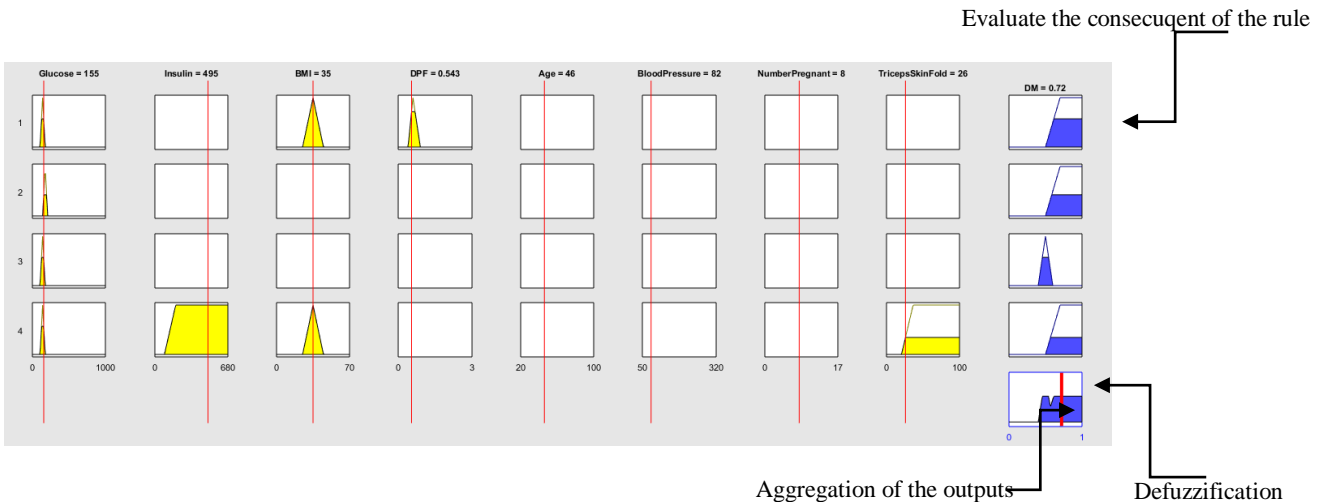 Evaluate the consecuqent of the rule
Glucose = 155 Insulin = 495 BMI = 35 DPF = 0.543 Age = 46 BloodPressure = 82 NumberPregnant = 8 TricepsSkinFold = 26
DM = 0.72
1
2
3
4
0 1000 0 680 0 70 0 3 20 100 50 320 0 17 0 100
0 1
Aggregation of the outputs Defuzzification